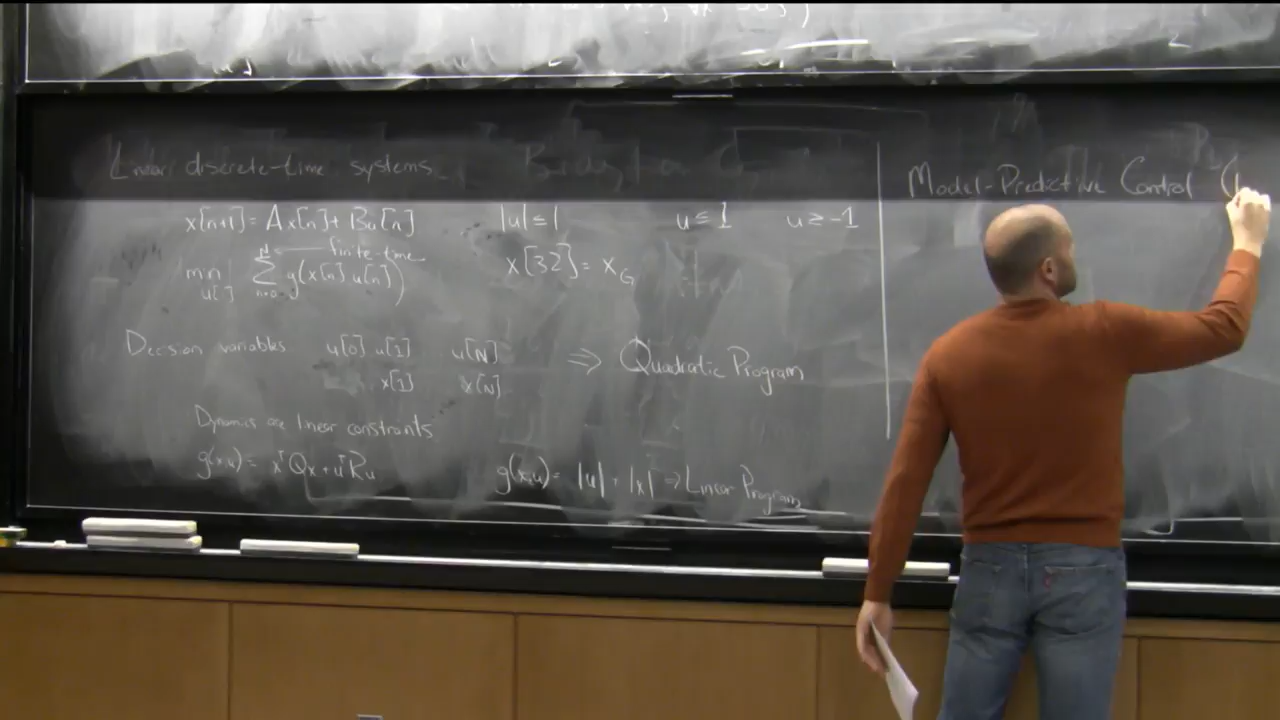 Linear discrete-time systems
x[n+1] = Ax[n] + Bu[n]
|u| ≤ 1
u ≤ 1
u ≥ -1
min u[·] N Σ n=0 g(x[n], u[n])
finite-time
x[32] = x_G
Decision variables u[0] u[1] u[N]
x[1] x[N]
⇒ Quadratic Program
Dynamics are linear constraints
g(x,u) = xᵀQx + uᵀRu
g(x,u) = |u| + |x| ⇒ Linear Program
Model-Predictive Control (